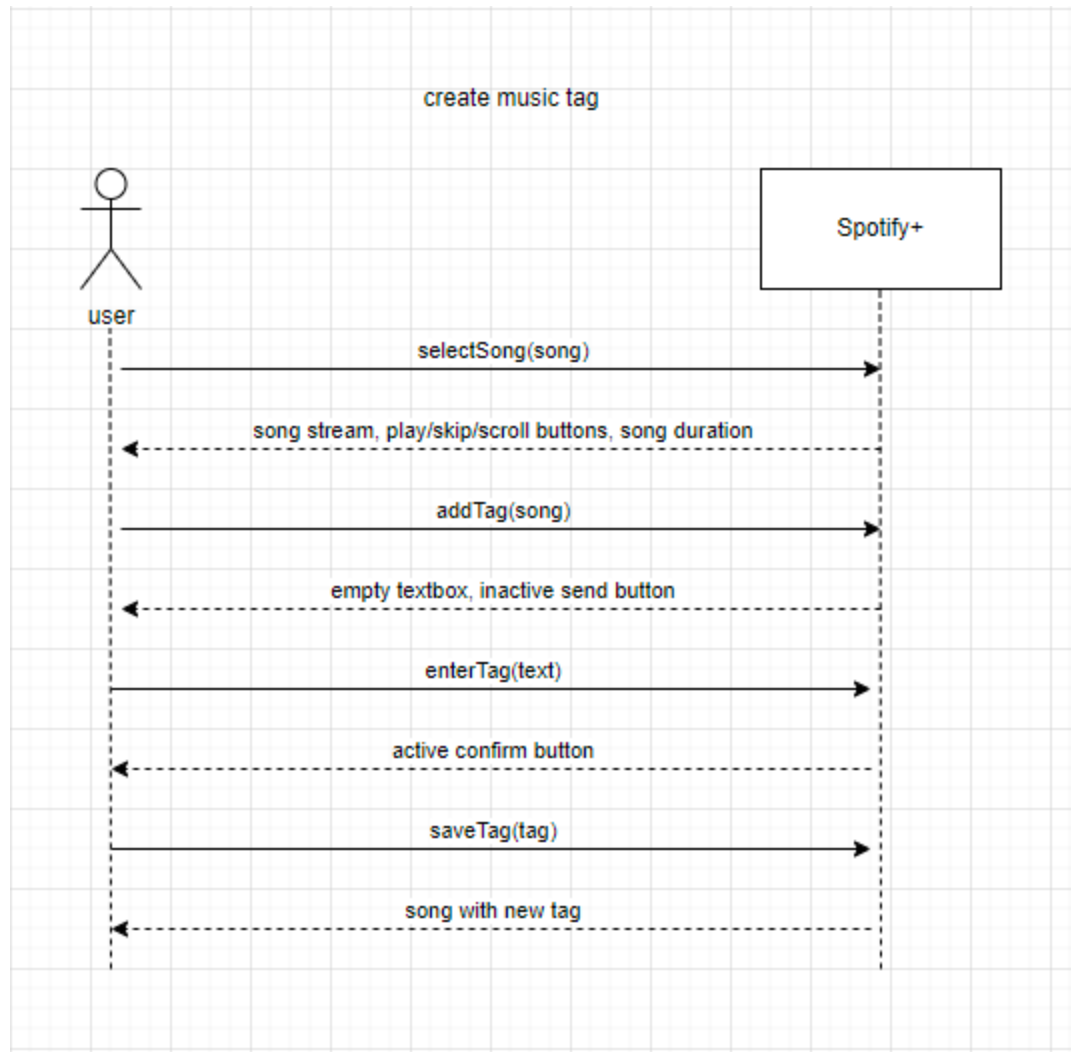 create music tag
Spotify+
user
selectSong(song)
song stream, play/skip/scroll buttons, song duration
addTag(song)
empty textbox, inactive send button
enterTag(text)
active confirm button
saveTag(tag)
song with new tag